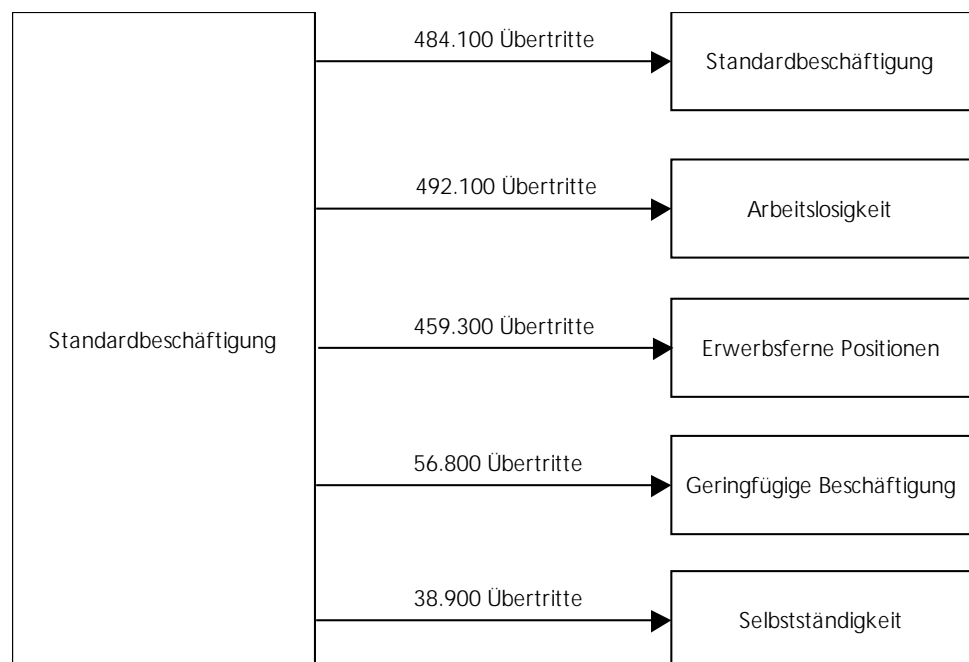 484.100 Übertritte
Standardbeschäftigung
492.100 Übertritte
Arbeitslosigkeit
Standardbeschäftigung
459.300 Übertritte
Erwerbsferne Positionen
56.800 Übertritte
Geringfügige Beschäftigung
38.900 Übertritte
Selbstständigkeit